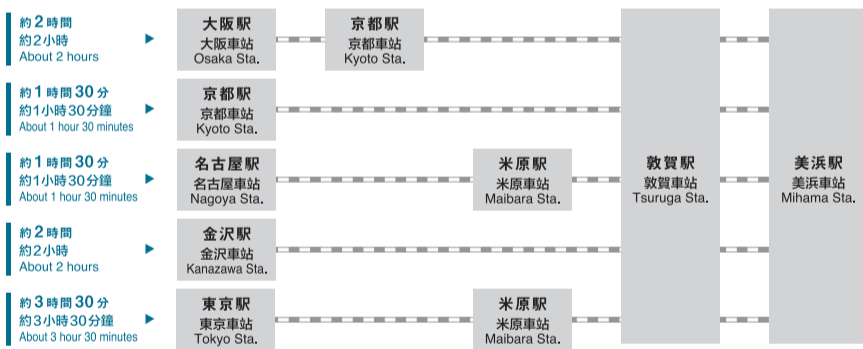 約2時間
約2小時
About 2 hours
大阪駅
大阪車站
Osaka Sta.
京都駅
京都車站
Kyoto Sta.
約1時間30分
約1小時30分鐘
About 1 hour 30 minutes
京都駅
京都車站
Kyoto Sta.
約1時間30分
約1小時30分鐘
About 1 hour 30 minutes
名古屋駅
名古屋車站
Nagoya Sta.
米原駅
米原車站
Maibara Sta.
敦賀駅
敦賀車站
Tsuruga Sta.
美浜駅
美浜車站
Mihama Sta.
約2時間
約2小時
About 2 hours
金沢駅
金沢車站
Kanazawa Sta.
約3時間30分
約3小時30分鐘
About 3 hour 30 minutes
東京駅
東京車站
Tokyo Sta.
米原駅
米原車站
Maibara Sta.